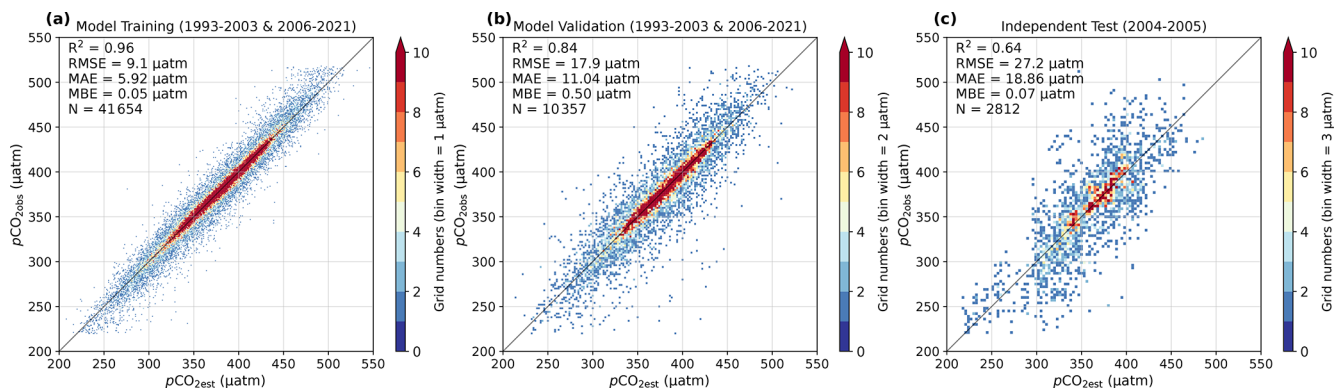 (a) Model Training (1993-2003 & 2006-2021)
R² = 0.96
RMSE = 9.1 µatm
MAE = 5.92 µatm
MBE = 0.05 µatm
N = 41654
550
500
450
400
350
300
250
200
pCO₂obs (µatm)
200 250 300 350 400 450 500 550
pCO₂est (µatm)
10
8
6
4
2
0
Grid numbers (bin width = 1 µatm)
(b) Model Validation (1993-2003 & 2006-2021)
R² = 0.84
RMSE = 17.9 µatm
MAE = 11.04 µatm
MBE = 0.50 µatm
N = 10357
550
500
450
400
350
300
250
200
pCO₂obs (µatm)
200 250 300 350 400 450 500 550
pCO₂est (µatm)
10
8
6
4
2
0
Grid numbers (bin width = 2 µatm)
(c) Independent Test (2004-2005)
R² = 0.64
RMSE = 27.2 µatm
MAE = 18.86 µatm
MBE = 0.07 µatm
N = 2812
550
500
450
400
350
300
250
200
pCO₂obs (µatm)
200 250 300 350 400 450 500 550
pCO₂est (µatm)
10
8
6
4
2
0
Grid numbers (bin width = 3 µatm)